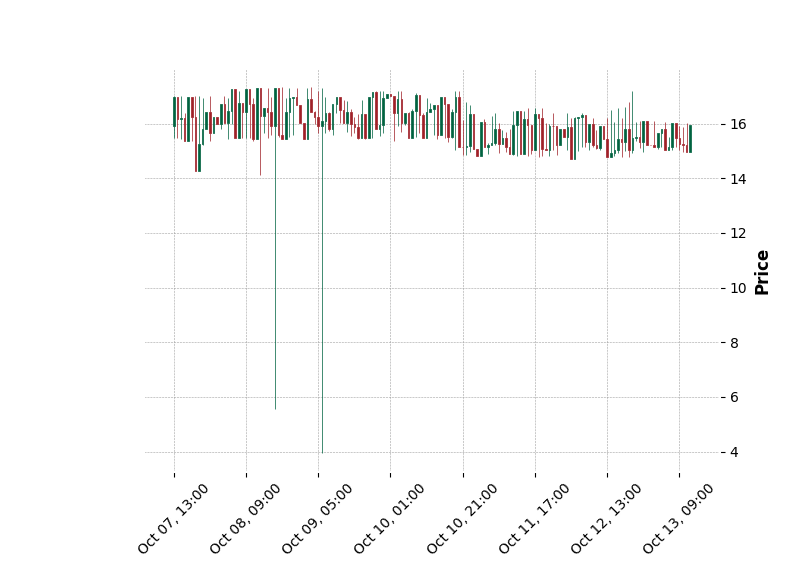 16
14
12
10
8
6
4
Price
Oct 07, 13:00
Oct 08, 09:00
Oct 09, 05:00
Oct 10, 01:00
Oct 10, 21:00
Oct 11, 17:00
Oct 12, 13:00
Oct 13, 09:00